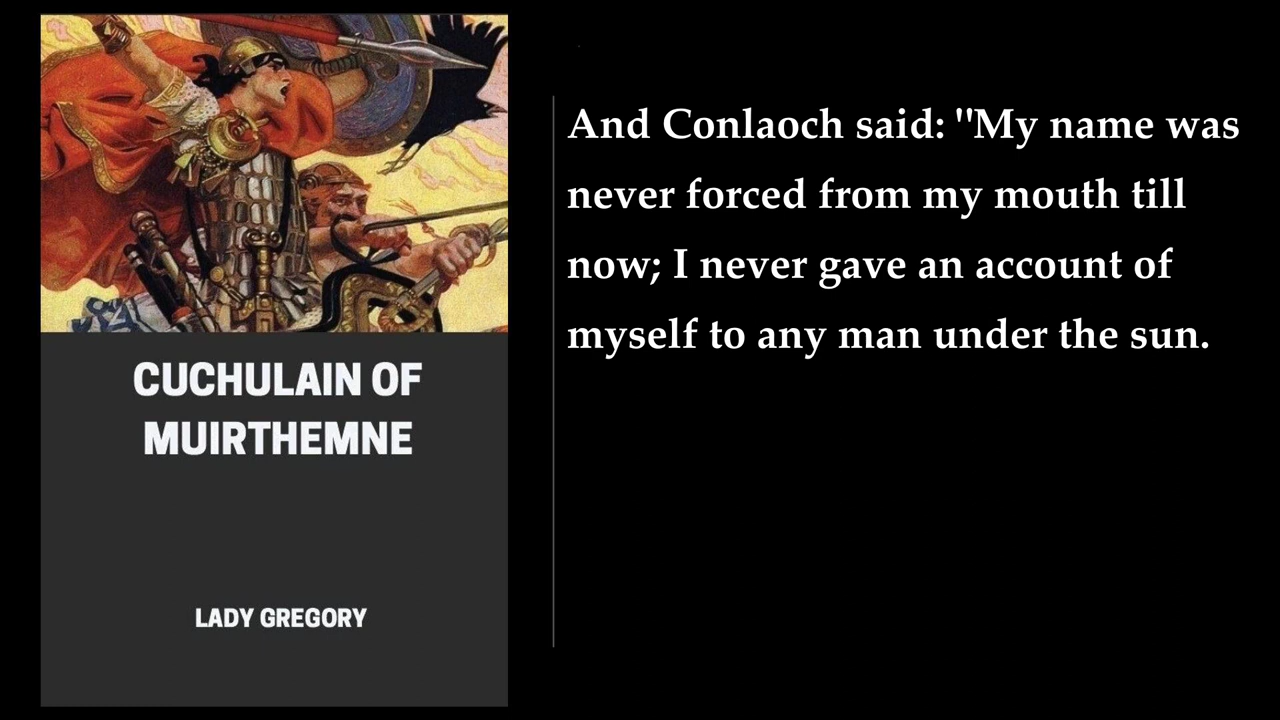 CUCHULAIN OF
MUIRTHEMNE
LADY GREGORY
And Conlaoch said: "My name was
never forced from my mouth till
now; I never gave an account of
myself to any man under the sun.